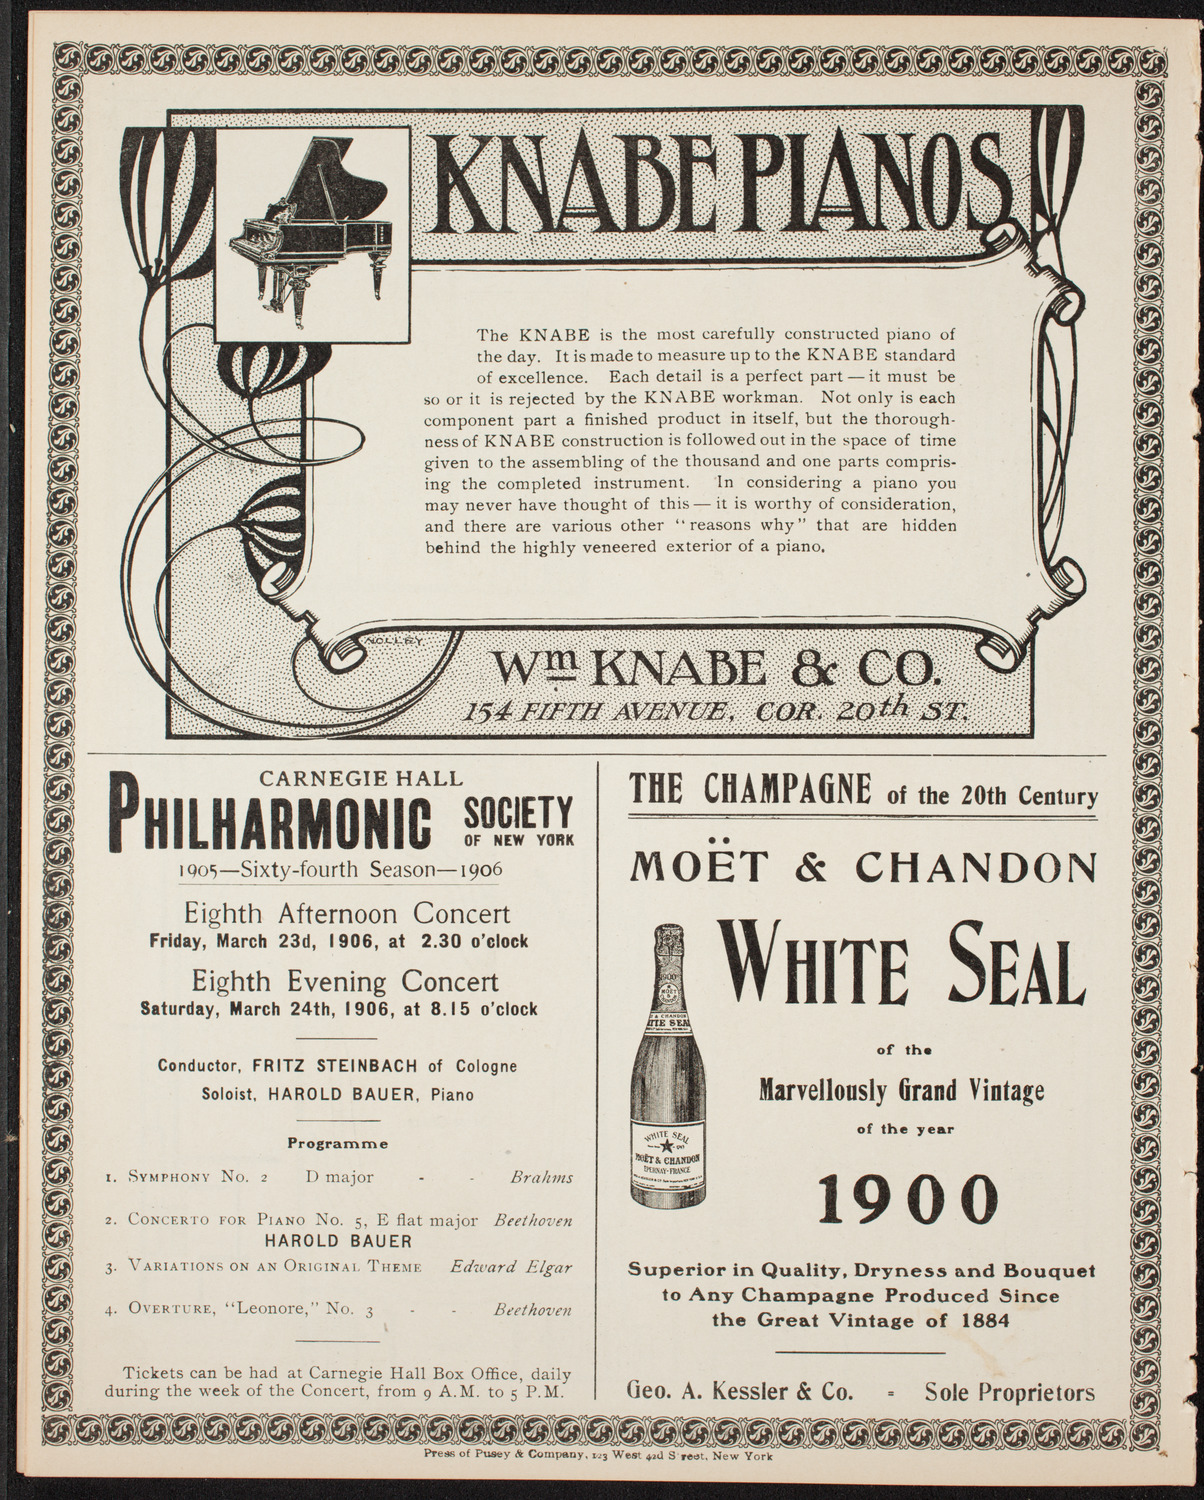 KNABE PIANOS
The KNABE is the most carefully constructed piano of
the day. It is made to measure up to the KNABE standard
of excellence. Each detail is a perfect part — it must be
so or it is rejected by the KNABE workman. Not only is each
component part a finished product in itself, but the thorough-
ness of KNABE construction is followed out in the space of time
given to the assembling of the thousand and one parts compris-
ing the completed instrument. In considering a piano you
may never have thought of this — it is worthy of consideration,
and there are various other "reasons why" that are hidden
behind the highly veneered exterior of a piano.
NOLLEY
Wm KNABE & CO.
154 FIFTH AVENUE, COR. 20th ST.
CARNEGIE HALL
PHILHARMONIC SOCIETY
OF NEW YORK
1905—Sixty-fourth Season—1906
Eighth Afternoon Concert
Friday, March 23d, 1906, at 2.30 o'clock
Eighth Evening Concert
Saturday, March 24th, 1906, at 8.15 o'clock
Conductor, FRITZ STEINBACH of Cologne
Soloist, HAROLD BAUER, Piano
Programme
1. SYMPHONY No. 2 D major - - Brahms
2. CONCERTO FOR PIANO No. 5, E flat major Beethoven
HAROLD BAUER
3. VARIATIONS ON AN ORIGINAL THEME Edward Elgar
4. OVERTURE, "Leonore," No. 3 - - Beethoven
Tickets can be had at Carnegie Hall Box Office, daily
during the week of the Concert, from 9 A.M. to 5 P.M.
THE CHAMPAGNE of the 20th Century
MOËT & CHANDON
WHITE SEAL
1900
MOËT
& CHANDON
WHITE SEAL
MOËT & CHANDON
EPERNAY-FRANCE
of the
Marvellously Grand Vintage
of the year
1900
Superior in Quality, Dryness and Bouquet
to Any Champagne Produced Since
the Great Vintage of 1884
Geo. A. Kessler & Co. = Sole Proprietors
Press of Pusey & Company, 123 West 42d Street, New York